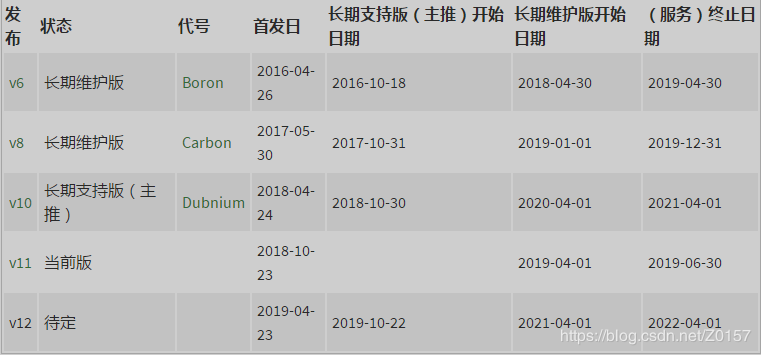 发布 状态 代号 首发日 长期支持版（主推）开始日期 长期维护版开始日期 （服务）终止日期
v6 长期维护版 Boron 2016-04-26 2016-10-18 2018-04-30 2019-04-30
v8 长期维护版 Carbon 2017-05-30 2017-10-31 2019-01-01 2019-12-31
v10 长期支持版（主推） Dubnium 2018-04-24 2018-10-30 2020-04-01 2021-04-01
v11 当前版 2018-10-23 2019-04-01 2019-06-30
v12 待定 2019-04-23 2019-10-22 2021-04-01 2022-04-01
https://blog.csdn.net/Z0157